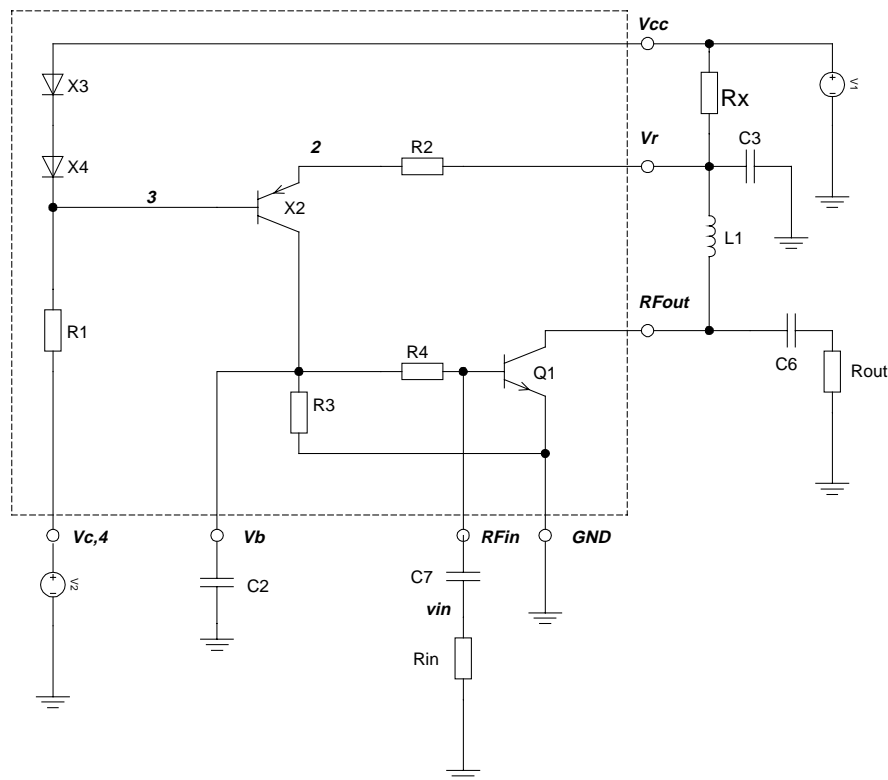 Vcc
X3
V1
Rx
2
R2
Vr
C3
X4
3
X2
L1
RFout
R1
R4
Q1
C6
Rout
R3
Vc,4
Vb
RFin
GND
V2
C2
C7
vin
Rin